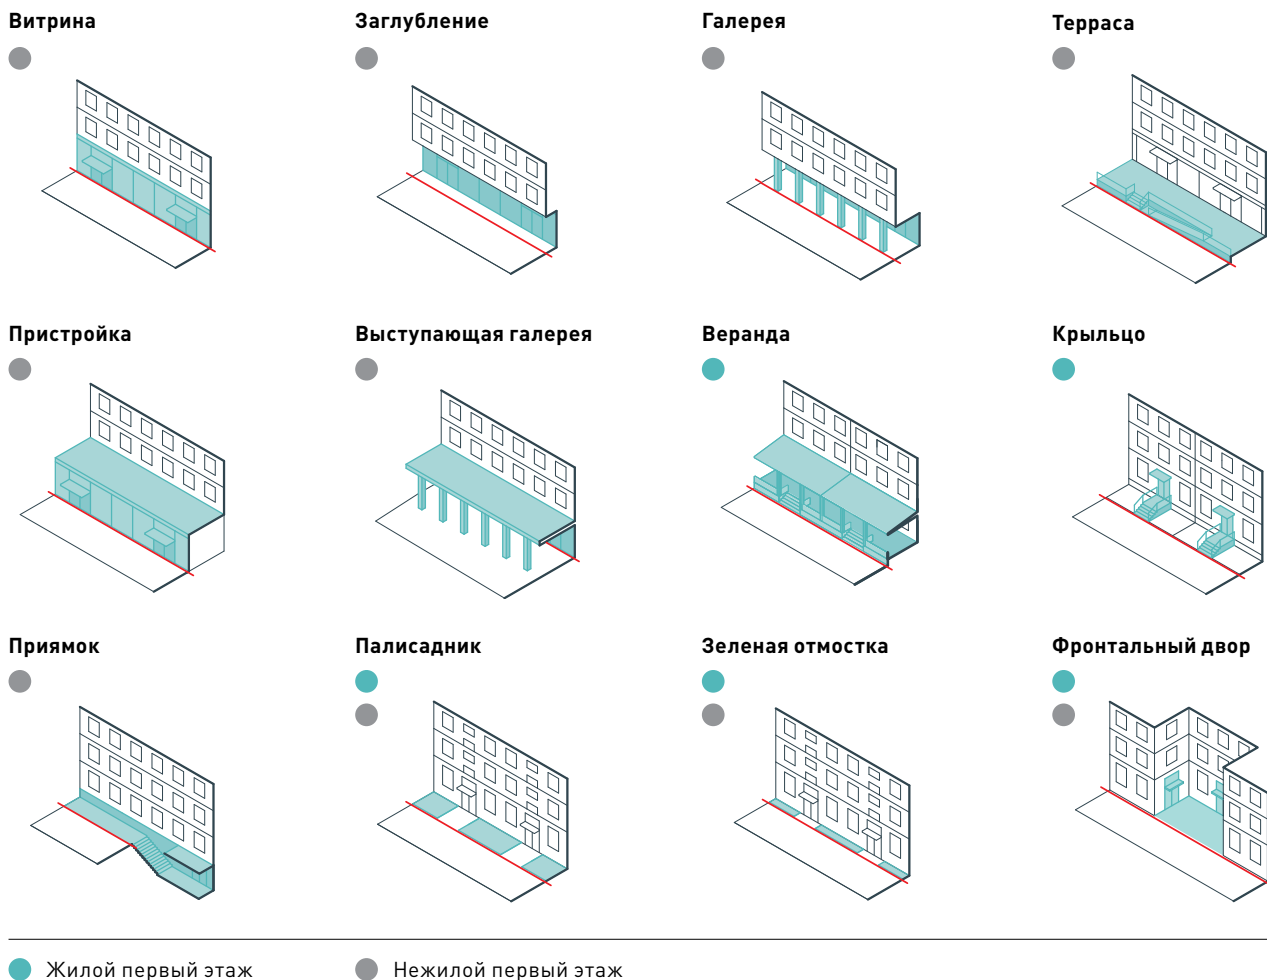 Витрина
Заглубление
Галерея
Терраса
Пристройка
Выступающая галерея
Веранда
Крыльцо
Приямок
Палисадник
Зеленая отмостка
Фронтальный двор
Жилой первый этаж
Нежилой первый этаж